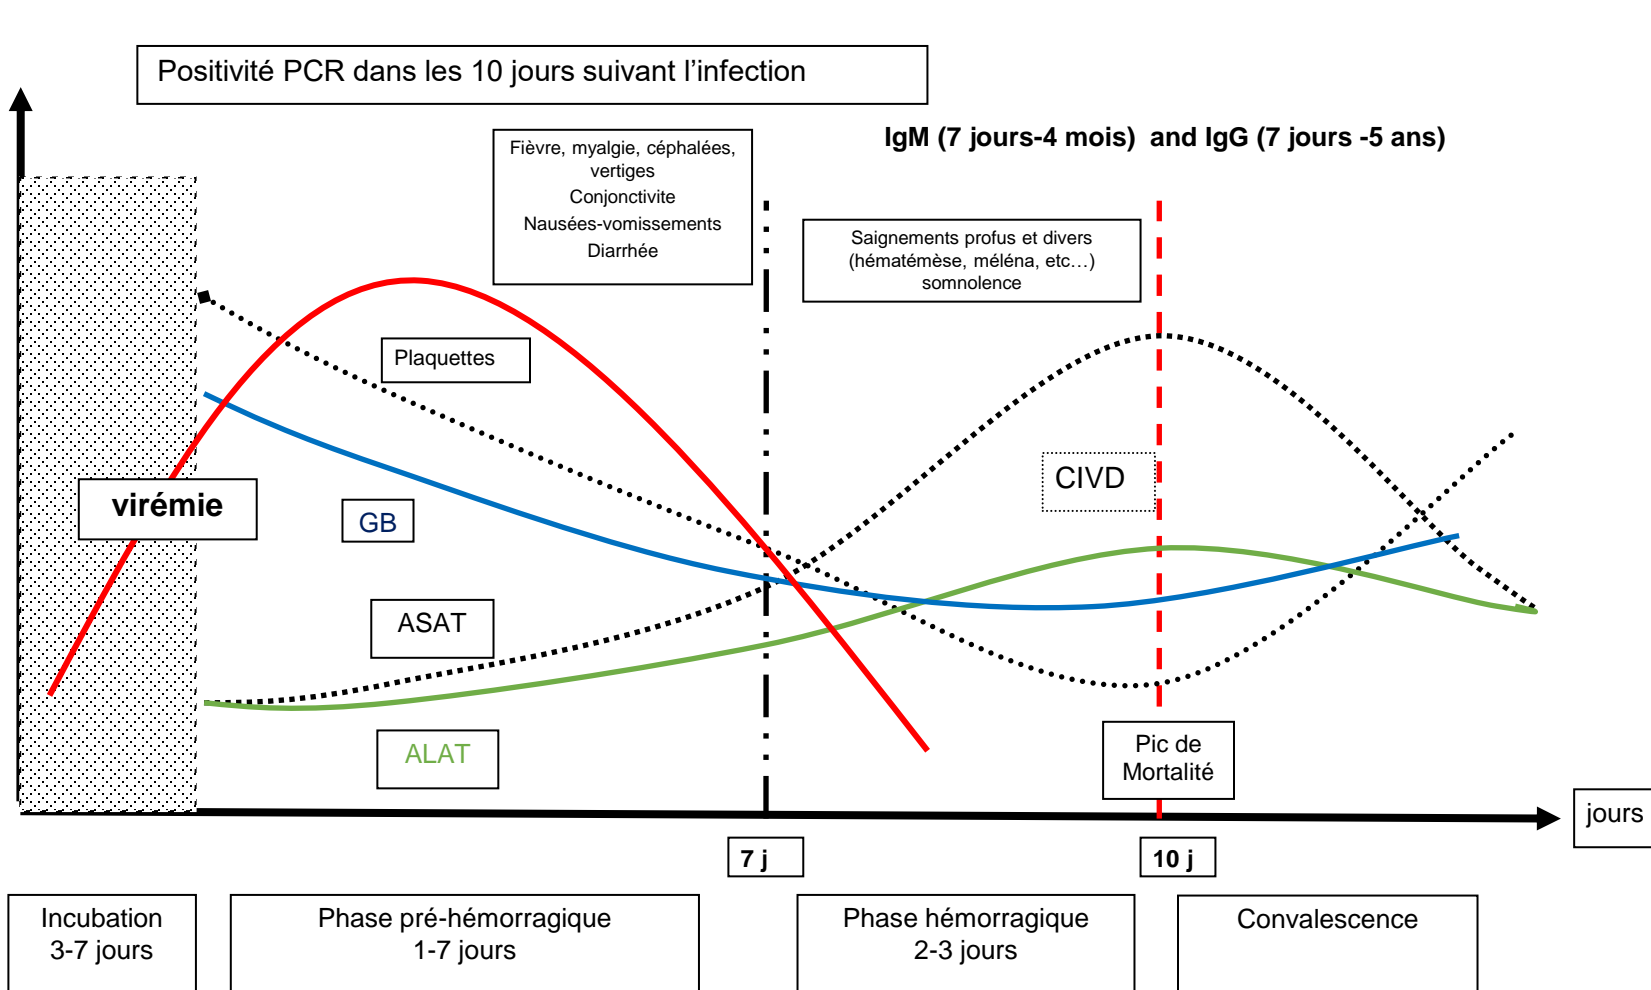 Positivité PCR dans les 10 jours suivant l'infection
IgM (7 jours-4 mois)  and IgG (7 jours -5 ans)
Fièvre, myalgie, céphalées,
vertiges
Conjonctivite
Nausées-vomissements
Diarrhée
Saignements profus et divers
(hématémèse, méléna, etc…)
somnolence
Plaquettes
CIVD
virémie
GB
ASAT
ALAT
Pic de
Mortalité
jours
7 j
10 j
Incubation
3-7 jours
Phase pré-hémorragique
1-7 jours
Phase hémorragique
2-3 jours
Convalescence